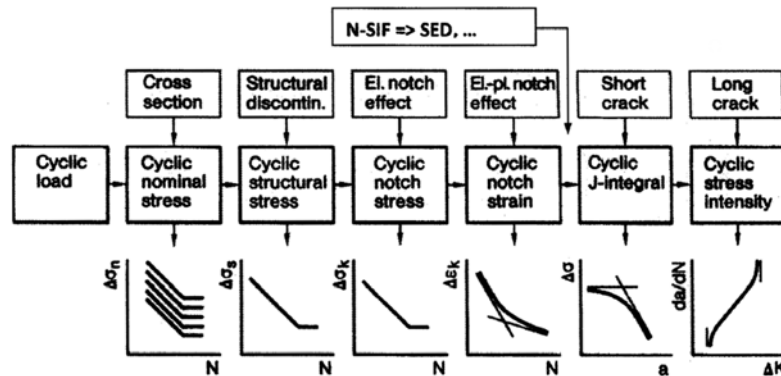 N-SIF => SED, ...
Cross
section
Structural
discontin.
El. notch
effect
El.-pl. notch
effect
Short
crack
Long
crack
Cyclic
load
Cyclic
nominal
stress
Cyclic
structural
stress
Cyclic
notch
stress
Cyclic
notch
strain
Cyclic
J-integral
Cyclic
stress
intensity
Δσn
N
Δσs
N
Δσk
N
Δεk
N
Δσ
a
da/dN
ΔK